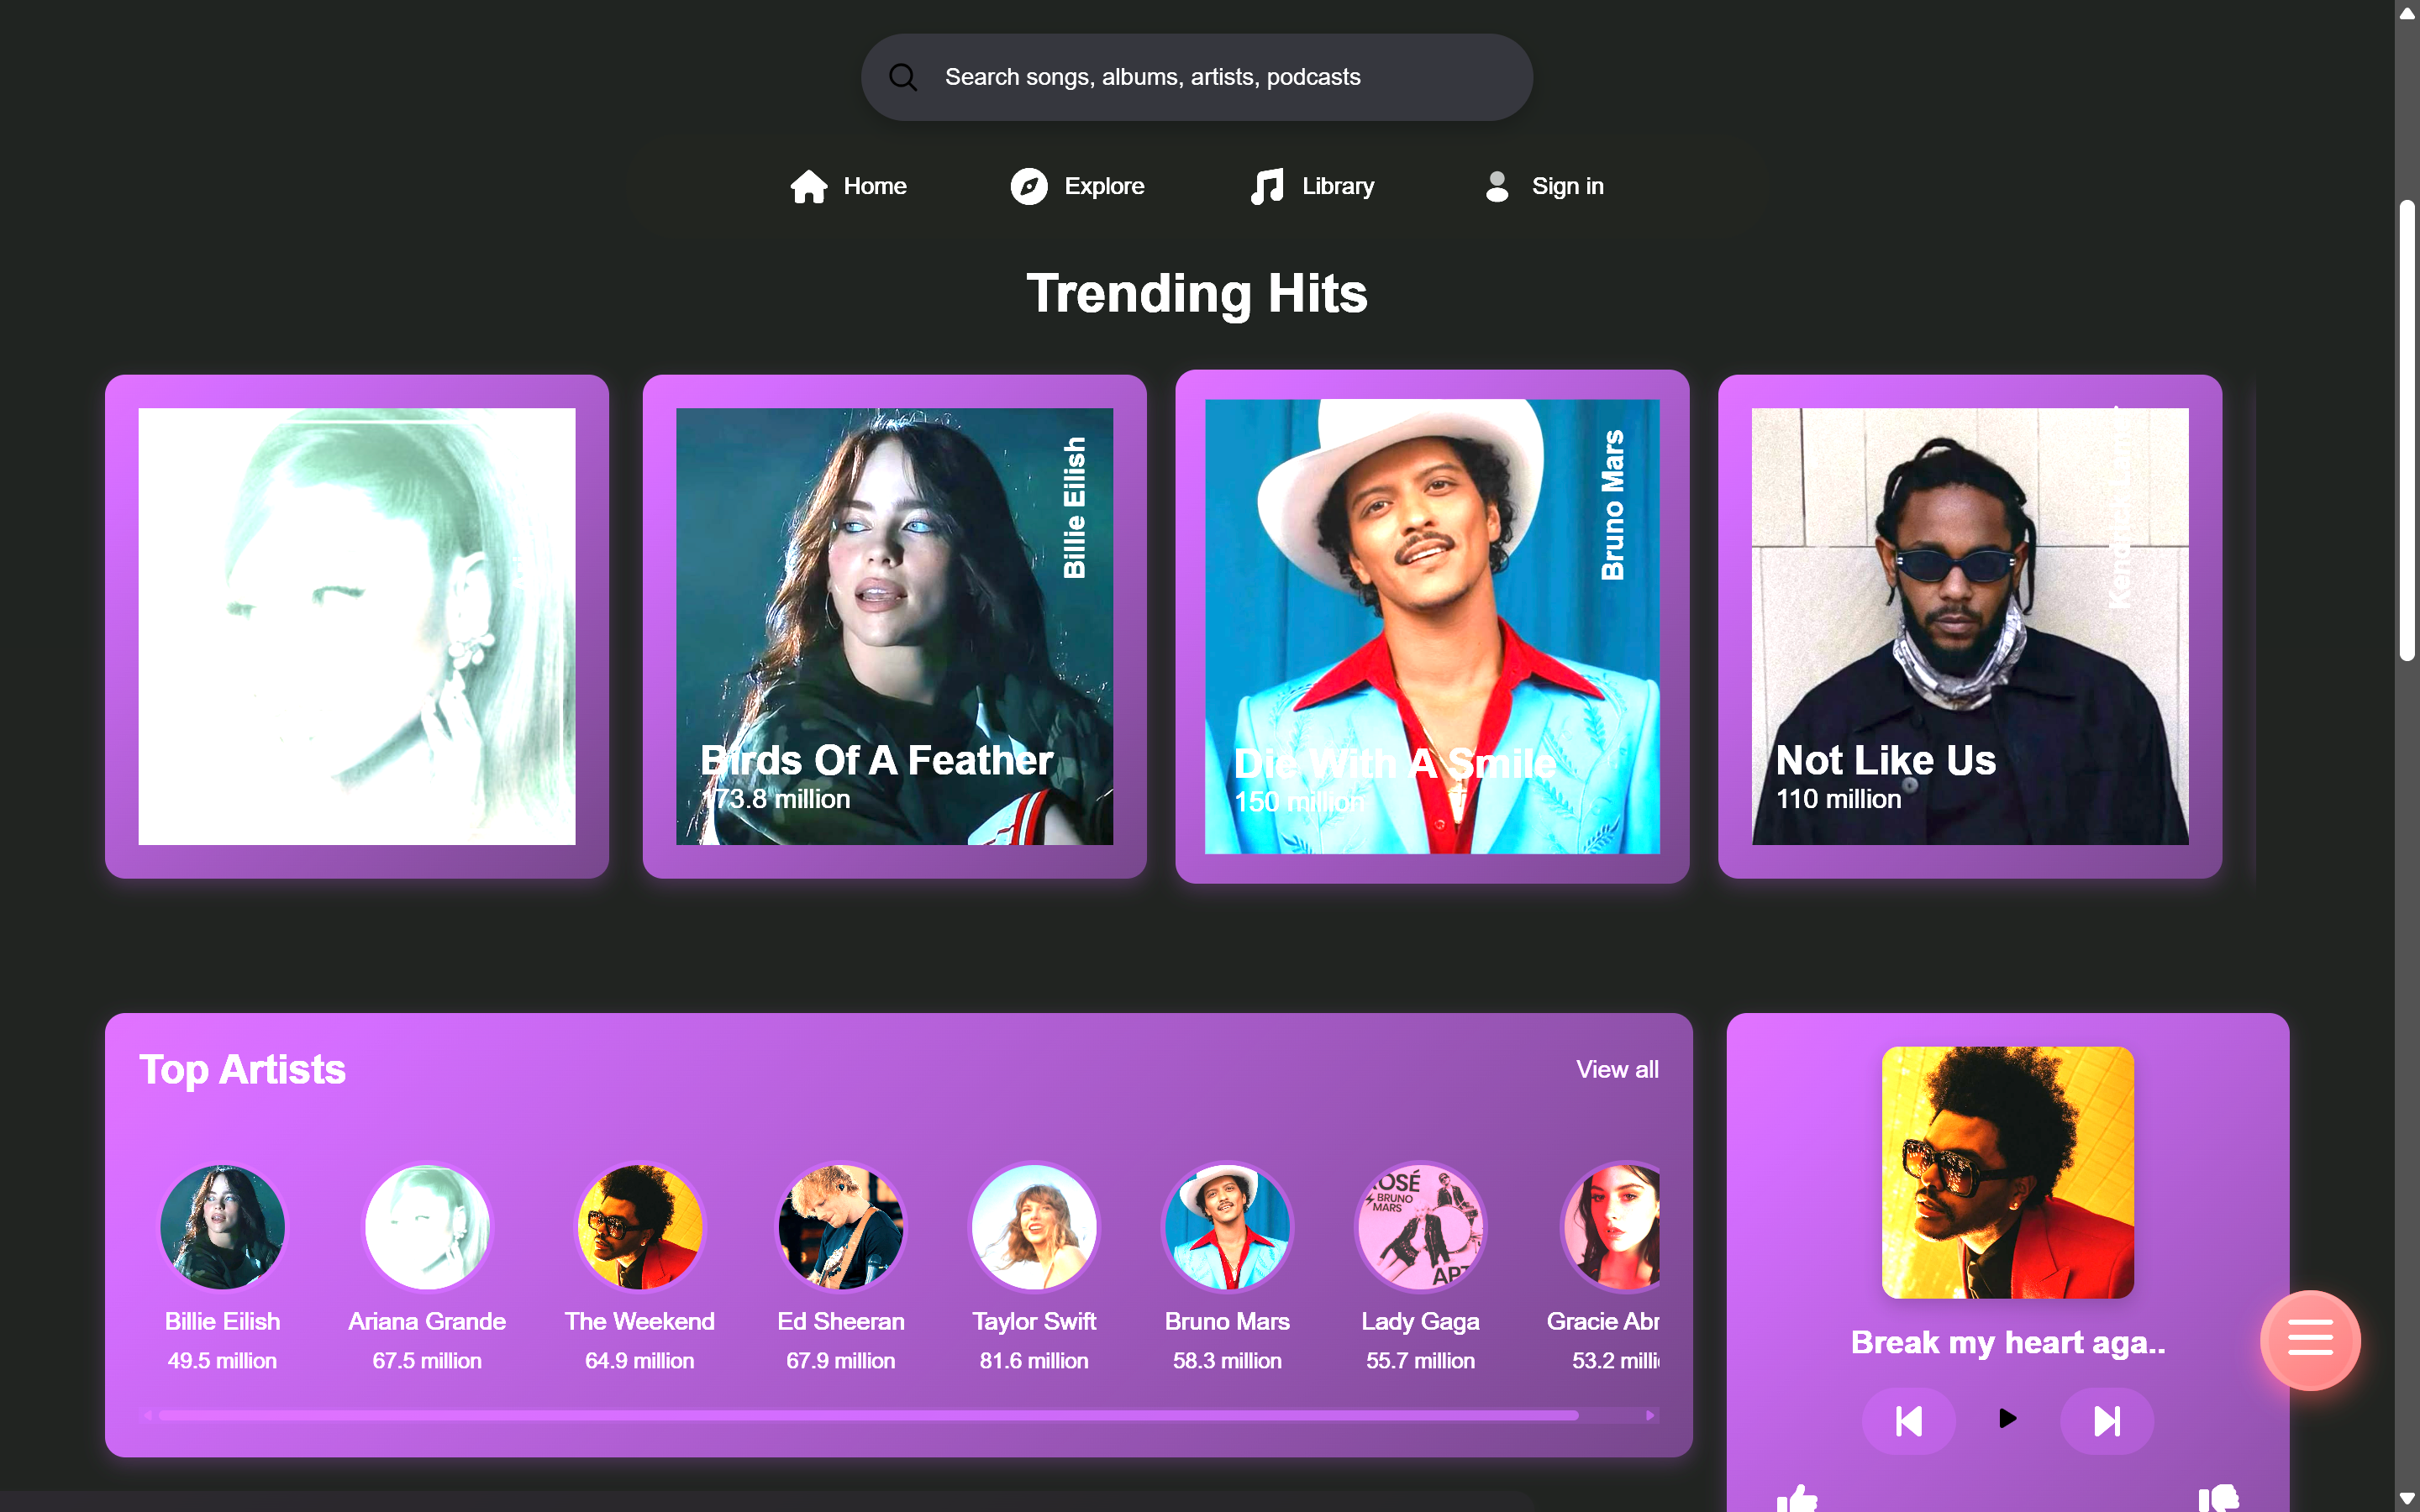 Search songs, albums, artists, podcasts
Home
Explore
Library
Sign in
Trending Hits
Billie Eilish
Birds Of A Feather
173.8 million
Bruno Mars
Die With A Smile
150 million
Not Like Us
110 million
Top Artists
View all
BRUNO
MARS
Billie Eilish
49.5 million
Ariana Grande
67.5 million
The Weekend
64.9 million
Ed Sheeran
67.9 million
Taylor Swift
81.6 million
Bruno Mars
58.3 million
Lady Gaga
55.7 million
Gracie Abr
53.2 milli
Break my heart aga..